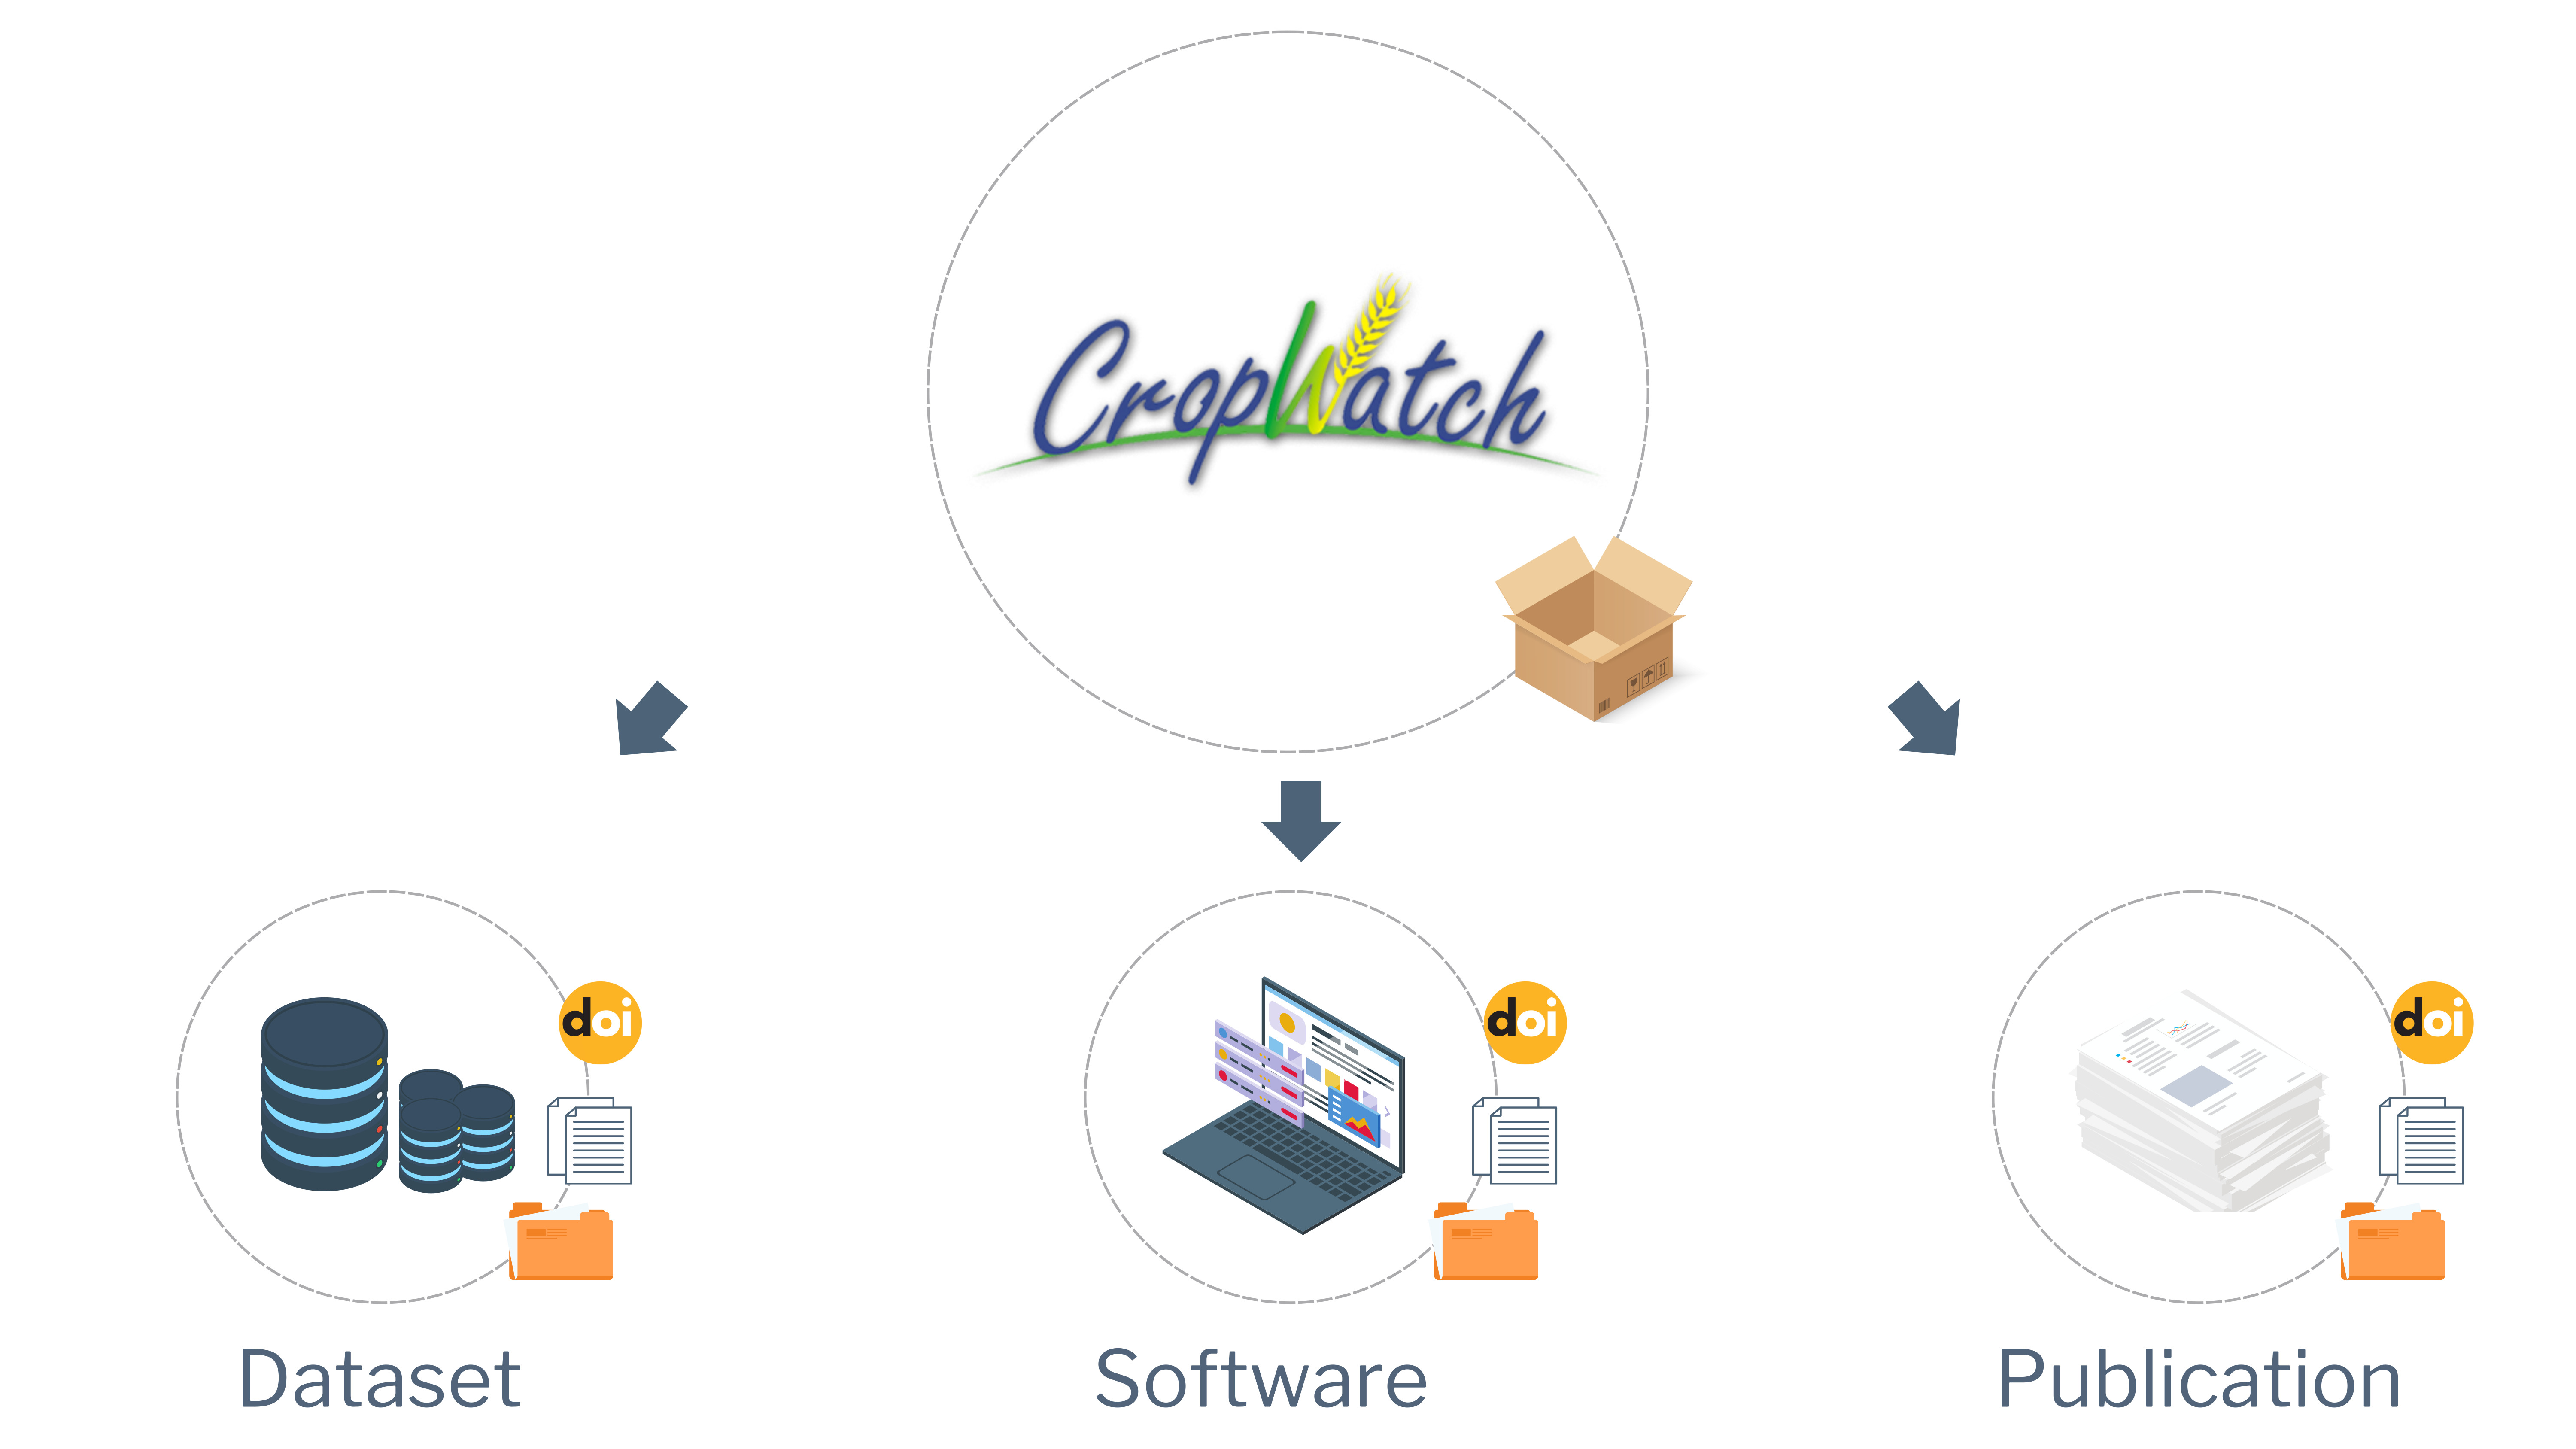 CropWatch
doi
doi
doi
Dataset
Software
Publication